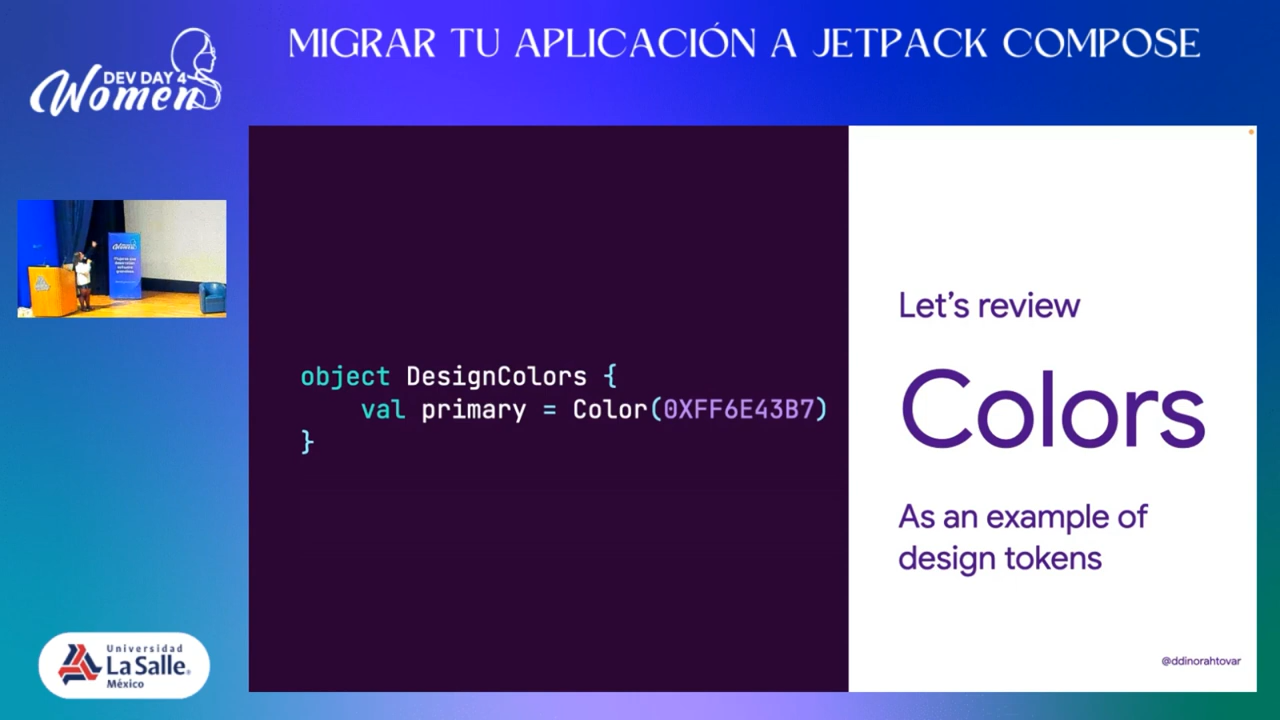 MIGRAR TU APLICACIÓN A JETPACK COMPOSE
DEV DAY 4
Women
object DesignColors {
    val primary = Color(0XFF6E43B7)
}
Let's review
Colors
As an example of
design tokens
@ddinorahtovar
Universidad
La Salle®
México